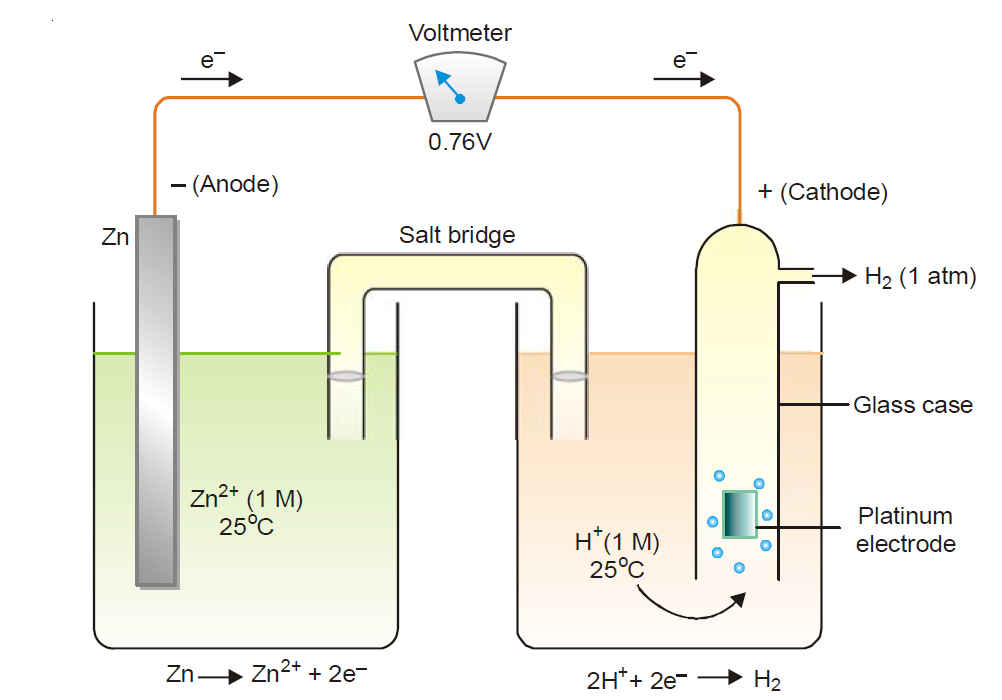 Voltmeter
e⁻
e⁻
0.76V
– (Anode)
+ (Cathode)
Zn
Salt bridge
H₂ (1 atm)
Glass case
Zn²⁺ (1 M)
25°C
H⁺(1 M)
25°C
Platinum
electrode
Zn → Zn²⁺ + 2e⁻
2H⁺+ 2e⁻ → H₂